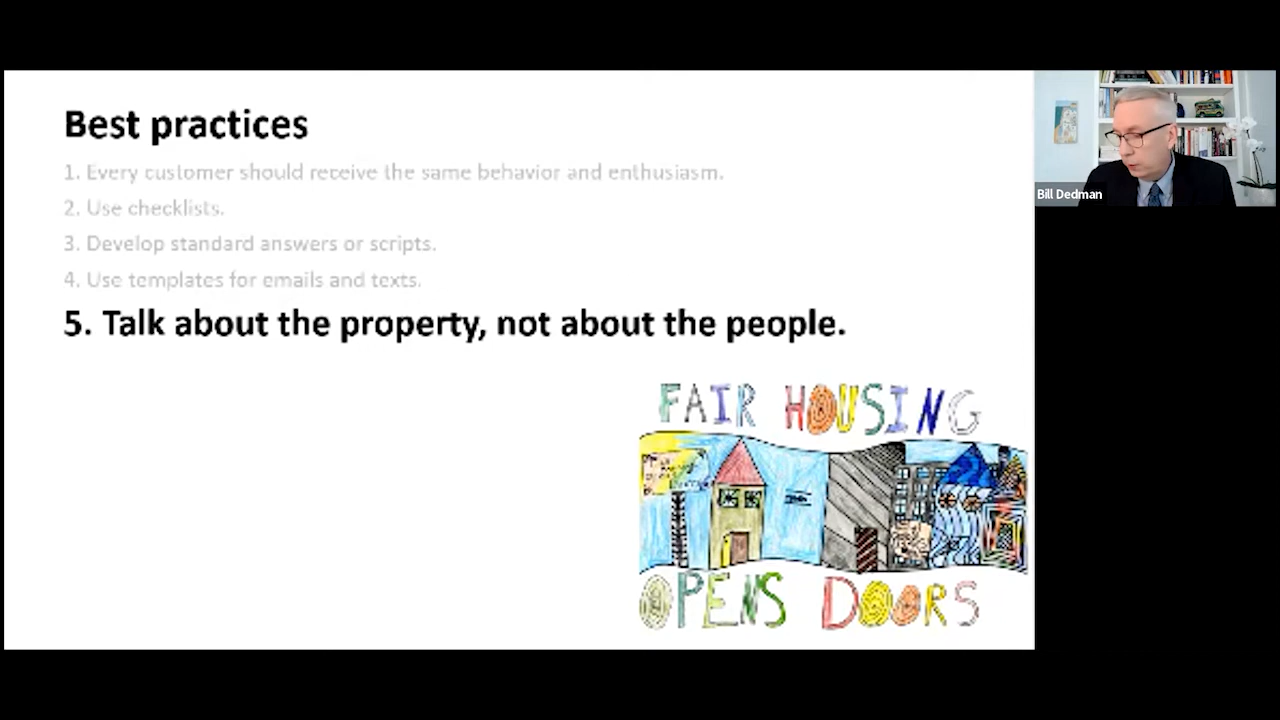 Best practices
1. Every customer should receive the same behavior and enthusiasm.
2. Use checklists.
3. Develop standard answers or scripts.
4. Use templates for emails and texts.
5. Talk about the property, not about the people.
Bill Dedman
FAIR HOUSING
OPENS DOORS